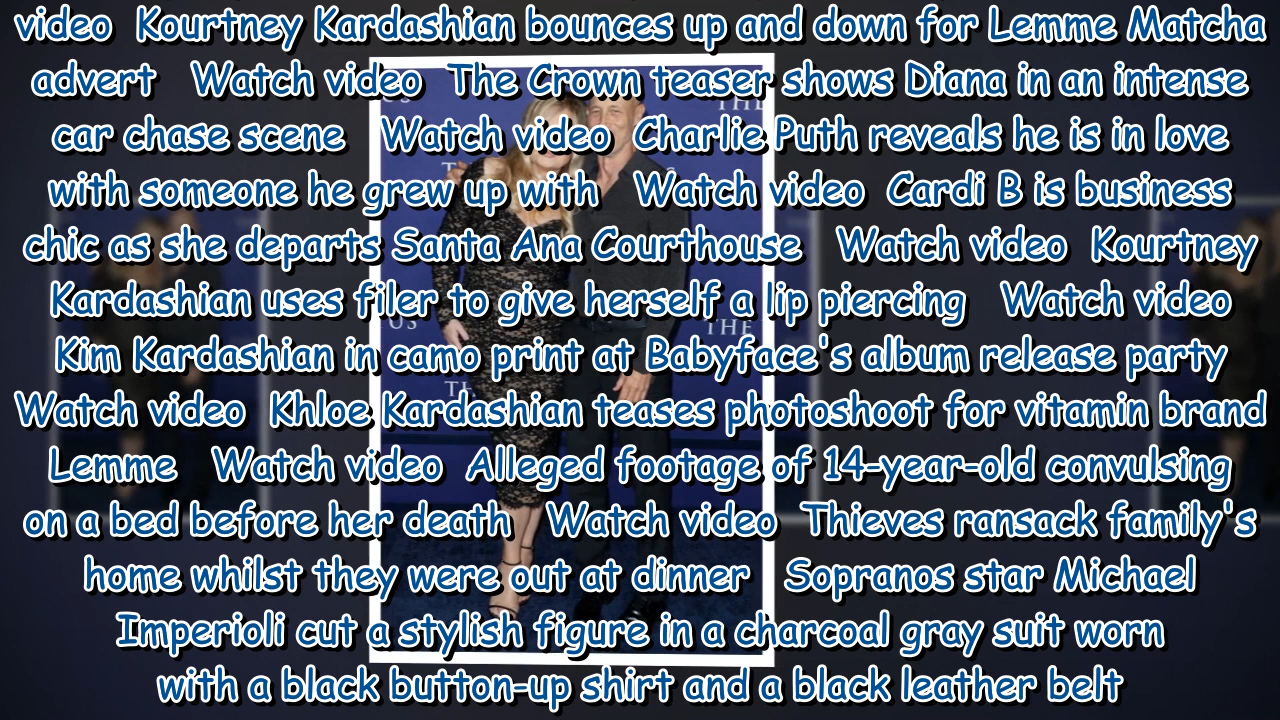 video Kourtney Kardashian bounces up and down for Lemme Matcha
advert Watch video The Crown teaser shows Diana in an intense
car chase scene Watch video Charlie Puth reveals he is in love
with someone he grew up with Watch video Cardi B is business
chic as she departs Santa Ana Courthouse Watch video Kourtney
Kardashian uses filer to give herself a lip piercing Watch video
Kim Kardashian in camo print at Babyface's album release party
Watch video Khloe Kardashian teases photoshoot for vitamin brand
Lemme Watch video Alleged footage of 14-year-old convulsing
on a bed before her death Watch video Thieves ransack family's
home whilst they were out at dinner Sopranos star Michael
Imperioli cut a stylish figure in a charcoal gray suit worn
with a black button-up shirt and a black leather belt